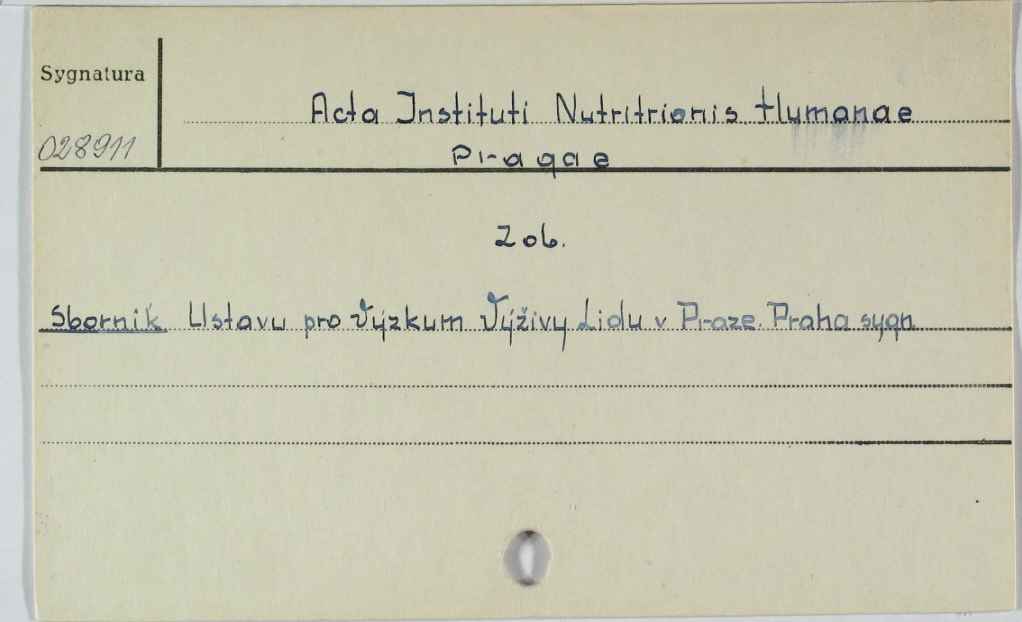 Sygnatura
028911
Acta Instituti Nutritrionis Humanae
Pragae
Zob.
Sbornik Ustavu pro Výzkum Výživy Lidu v Praze. Praha sygn